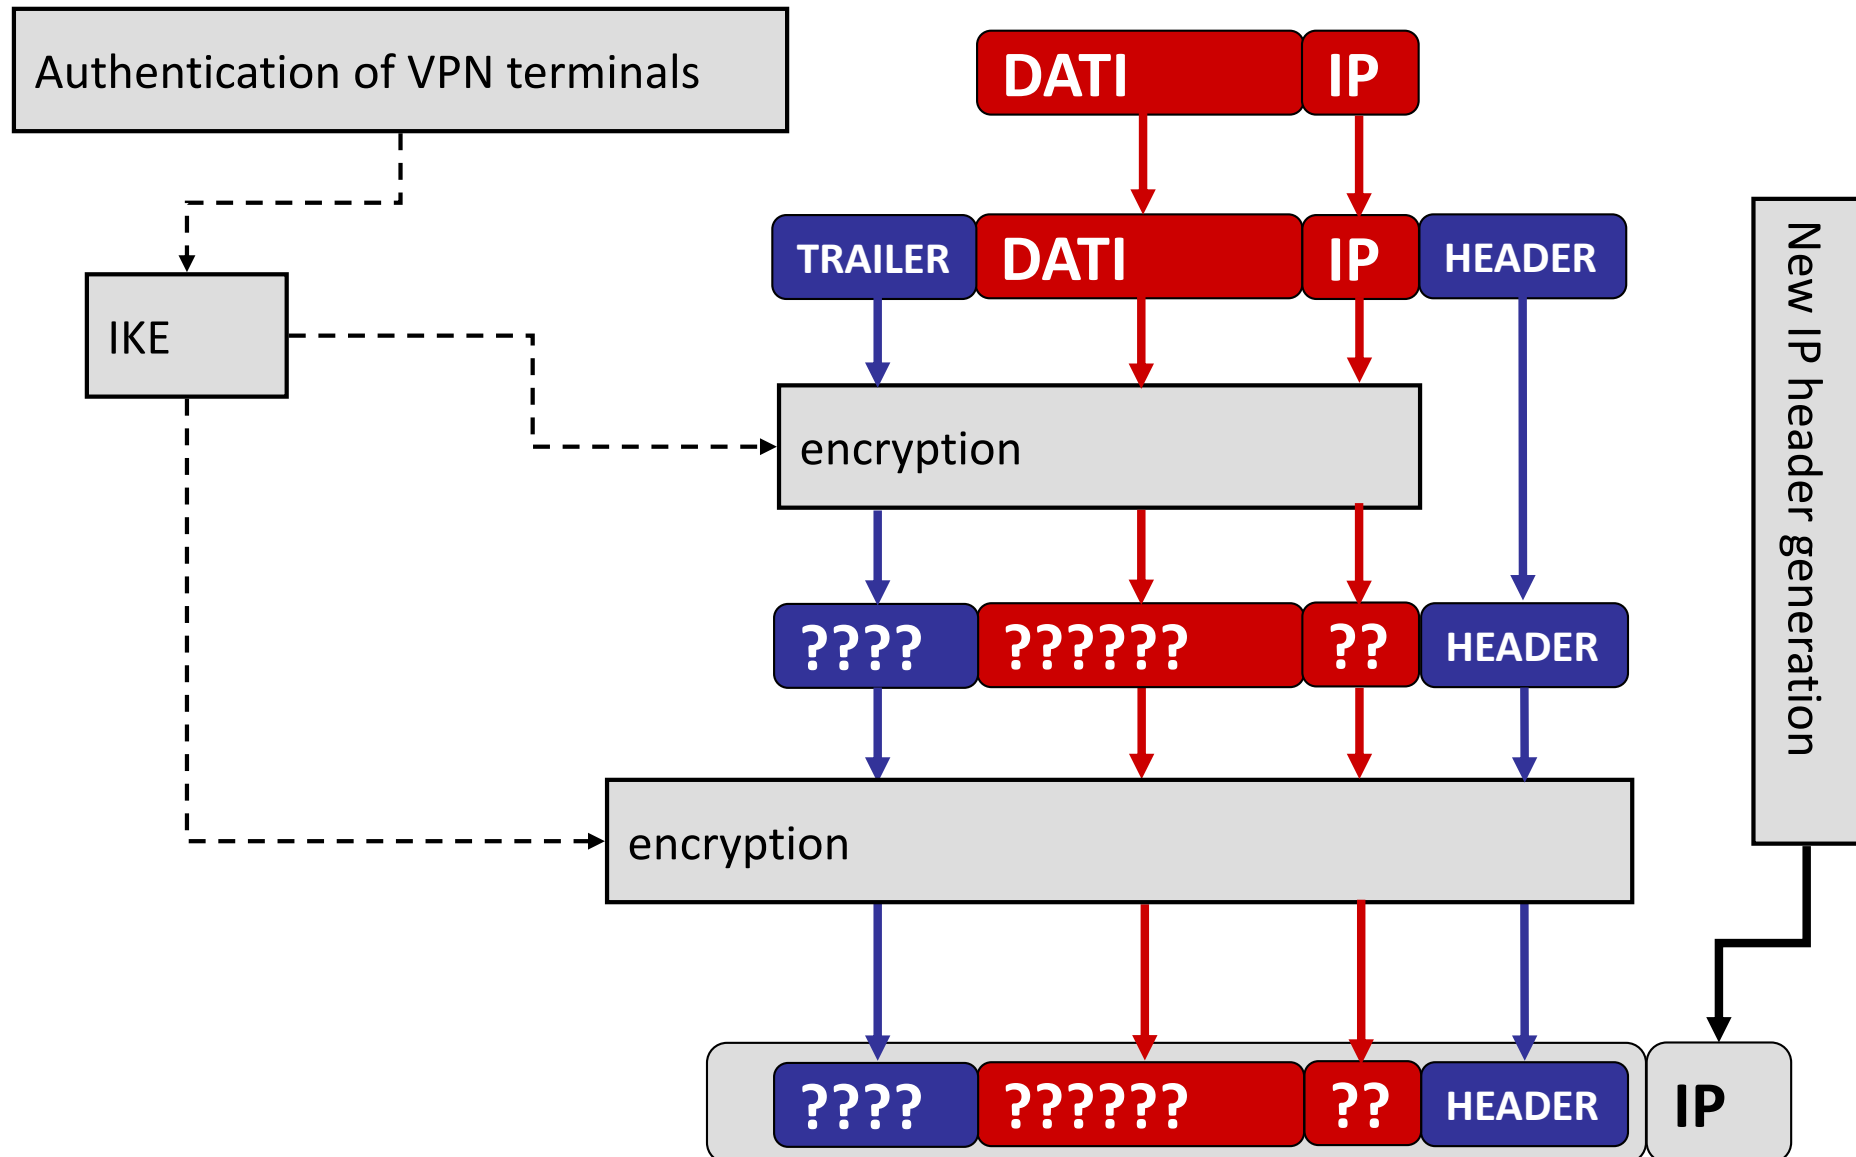 Authentication of VPN terminals
DATI IP
TRAILER DATI IP HEADER
New IP header generation
IKE
encryption
???? ?????? ?? HEADER
encryption
???? ?????? ?? HEADER IP